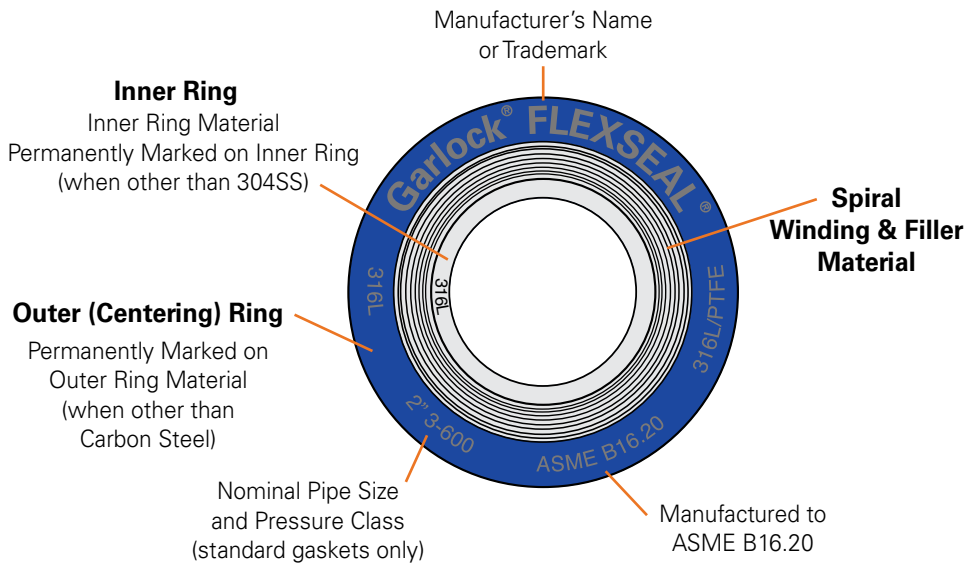 Manufacturer's Name
or Trademark
Inner Ring
Inner Ring Material
Permanently Marked on Inner Ring
(when other than 304SS)
Garlock® FLEXSEAL®
Spiral
Winding & Filler
Material
316L
316L
316L/PTFE
Outer (Centering) Ring
Permanently Marked on
Outer Ring Material
(when other than
Carbon Steel)
2" 3-600
ASME B16.20
Nominal Pipe Size
and Pressure Class
(standard gaskets only)
Manufactured to
ASME B16.20